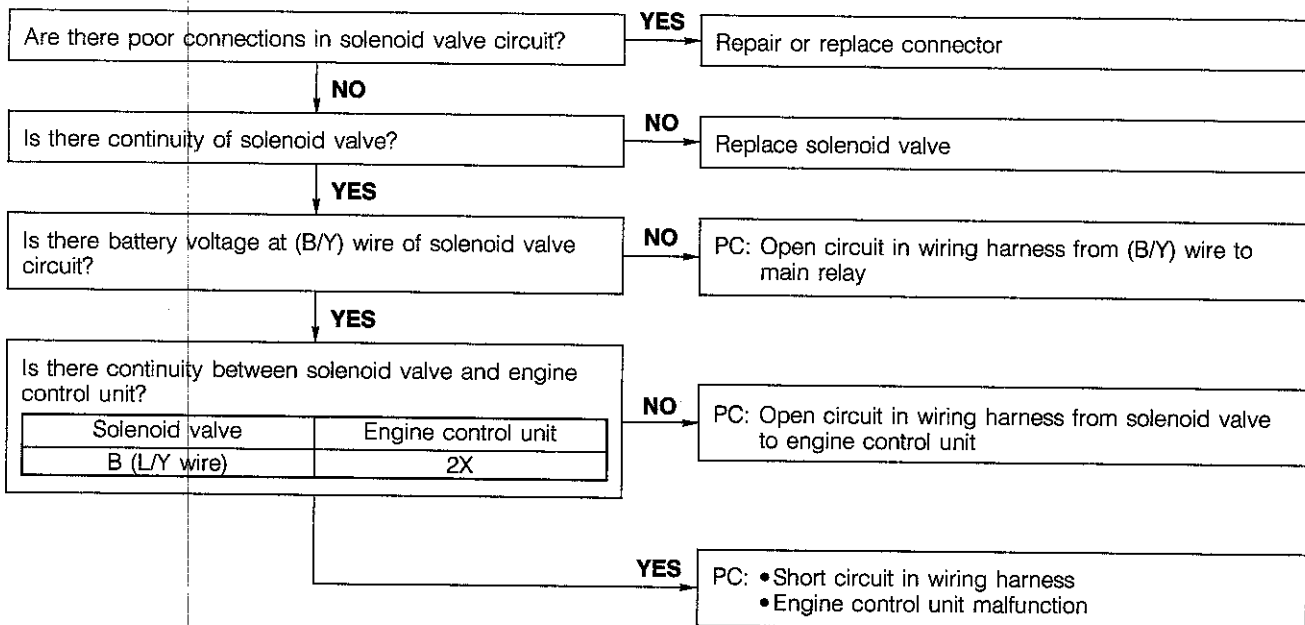 Are there poor connections in solenoid valve circuit?
YES
Repair or replace connector
NO
Is there continuity of solenoid valve?
NO
Replace solenoid valve
YES
Is there battery voltage at (B/Y) wire of solenoid valve
circuit?
NO
PC: Open circuit in wiring harness from (B/Y) wire to
main relay
YES
Is there continuity between solenoid valve and engine
control unit?
Solenoid valve Engine control unit
B (L/Y wire) 2X
NO
PC: Open circuit in wiring harness from solenoid valve
to engine control unit
YES
PC: •Short circuit in wiring harness
•Engine control unit malfunction